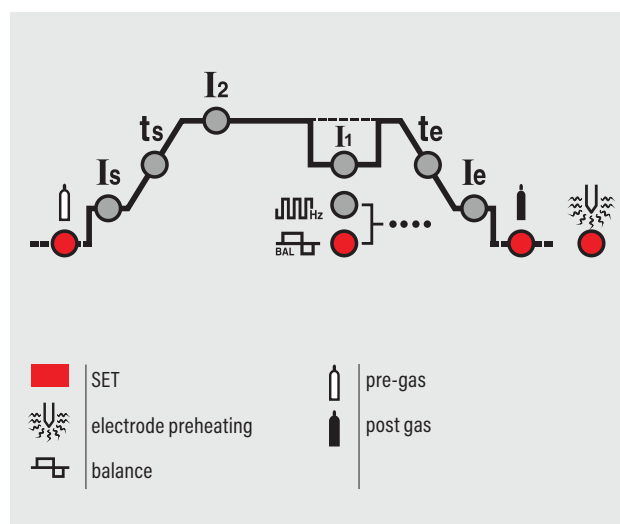 I2
ts
I1
te
Is
Ie
Hz
BAL
SET
electrode preheating
balance
pre-gas
post gas